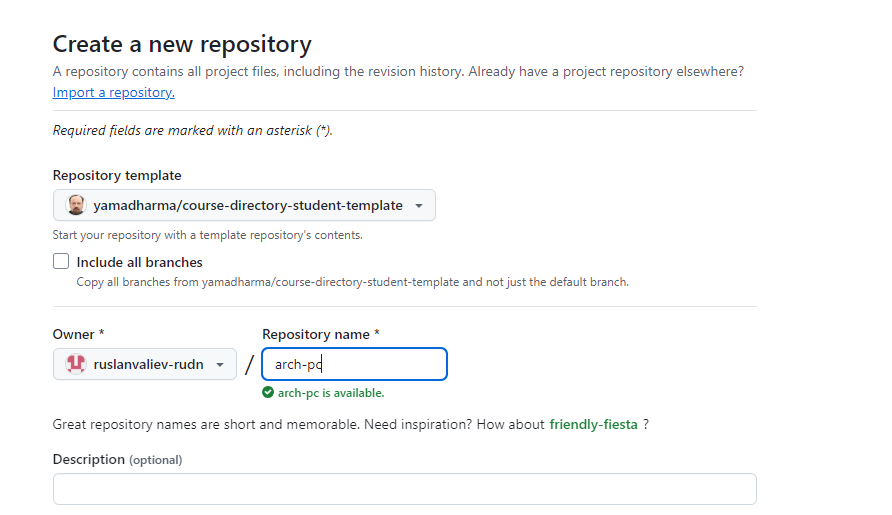 Create a new repository
A repository contains all project files, including the revision history. Already have a project repository elsewhere?
Import a repository.
Required fields are marked with an asterisk (*).
Repository template
yamadharma/course-directory-student-template
Start your repository with a template repository's contents.
Include all branches
Copy all branches from yamadharma/course-directory-student-template and not just the default branch.
Owner * Repository name *
ruslanvaliev-rudn / arch-pc
arch-pc is available.
Great repository names are short and memorable. Need inspiration? How about friendly-fiesta ?
Description (optional)